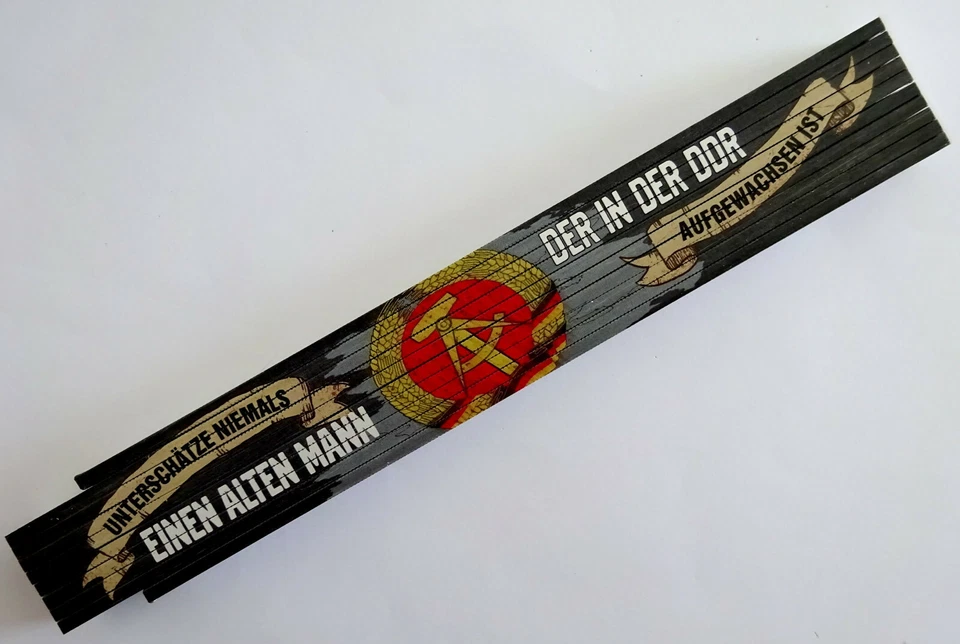 UNTERSCHÄTZE NIEMALS
EINEN ALTEN MANN
DER IN DER DDR
AUFGEWACHSEN IST